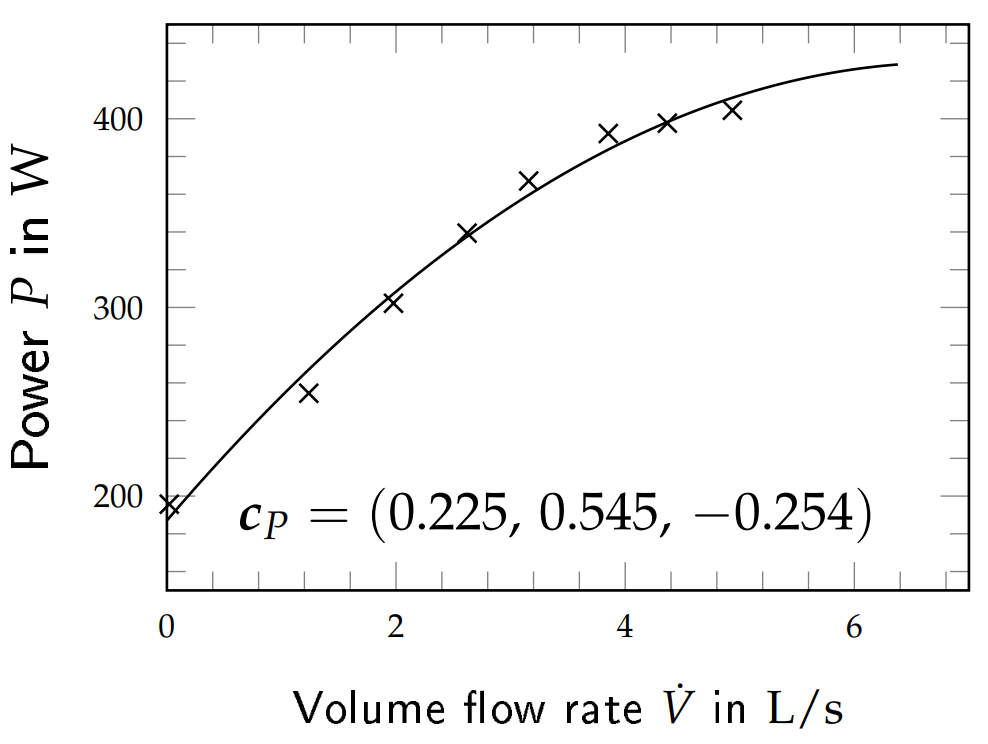 Power P in W
400
300
200
c_P = (0.225, 0.545, −0.254)
0 2 4 6
Volume flow rate V̇ in L/s